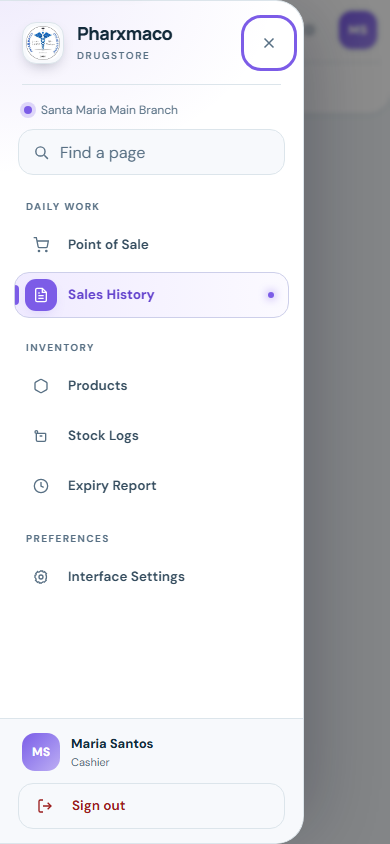 Pharxmaco
DRUGSTORE
Santa Maria Main Branch
Find a page
DAILY WORK
Point of Sale
Sales History
INVENTORY
Products
Stock Logs
Expiry Report
PREFERENCES
Interface Settings
MS
Maria Santos
Cashier
Sign out